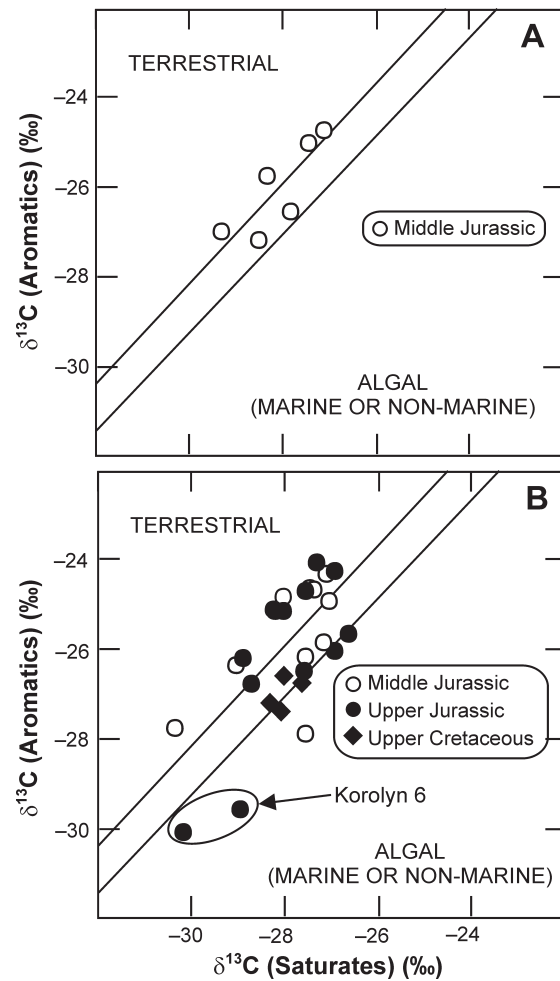 A
TERRESTRIAL
–24
–26
–28
–30
δ¹³C (Aromatics) (‰)
Middle Jurassic
ALGAL
(MARINE OR NON-MARINE)
B
TERRESTRIAL
–24
–26
–28
–30
δ¹³C (Aromatics) (‰)
Middle Jurassic
Upper Jurassic
Upper Cretaceous
Korolyn 6
ALGAL
(MARINE OR NON-MARINE)
–30 –28 –26 –24
δ¹³C (Saturates) (‰)